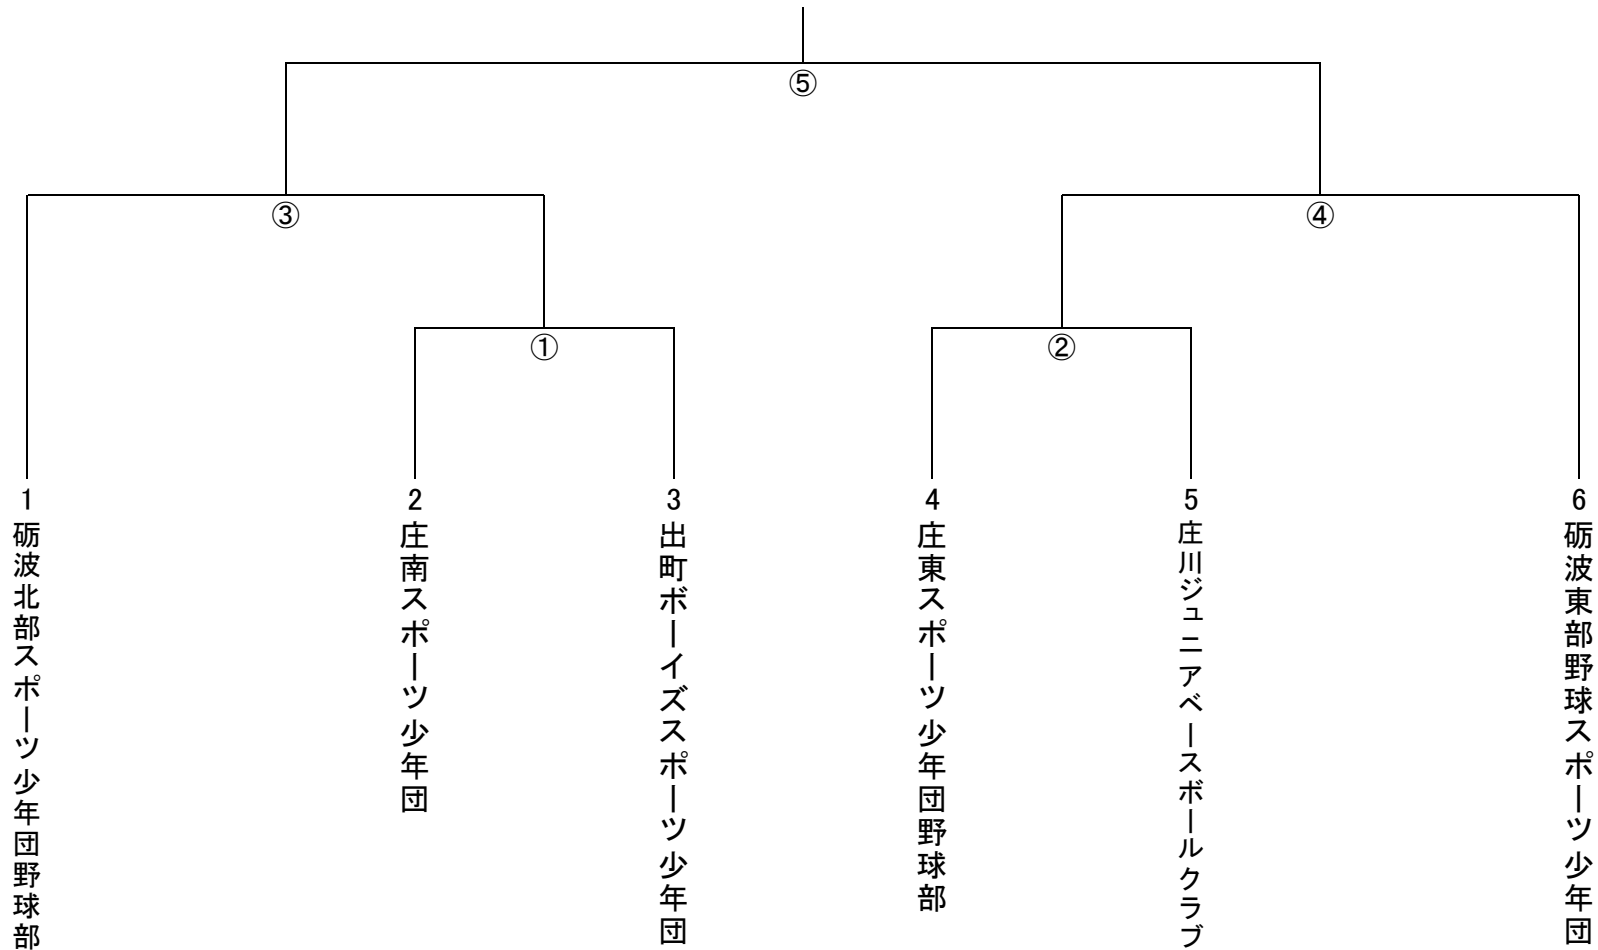 ⑤
③
④
①
②
1 砺波北部スポーツ少年団野球部
2 庄南スポーツ少年団
3 出町ボーイズスポーツ少年団
4 庄東スポーツ少年団野球部
5 庄川ジュニアベースボールクラブ
6 砺波東部野球スポーツ少年団